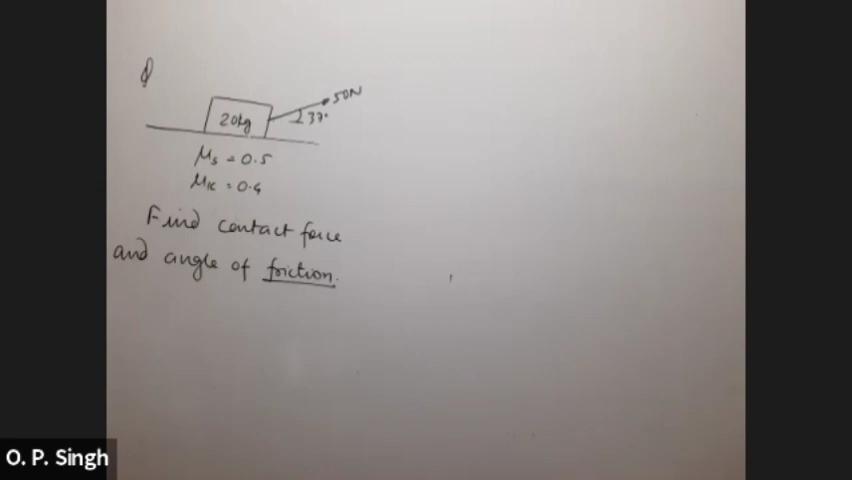 Q
50N
37°
20kg
μs = 0.5
μk = 0.4
Find contact force
and angle of friction.
O. P. Singh